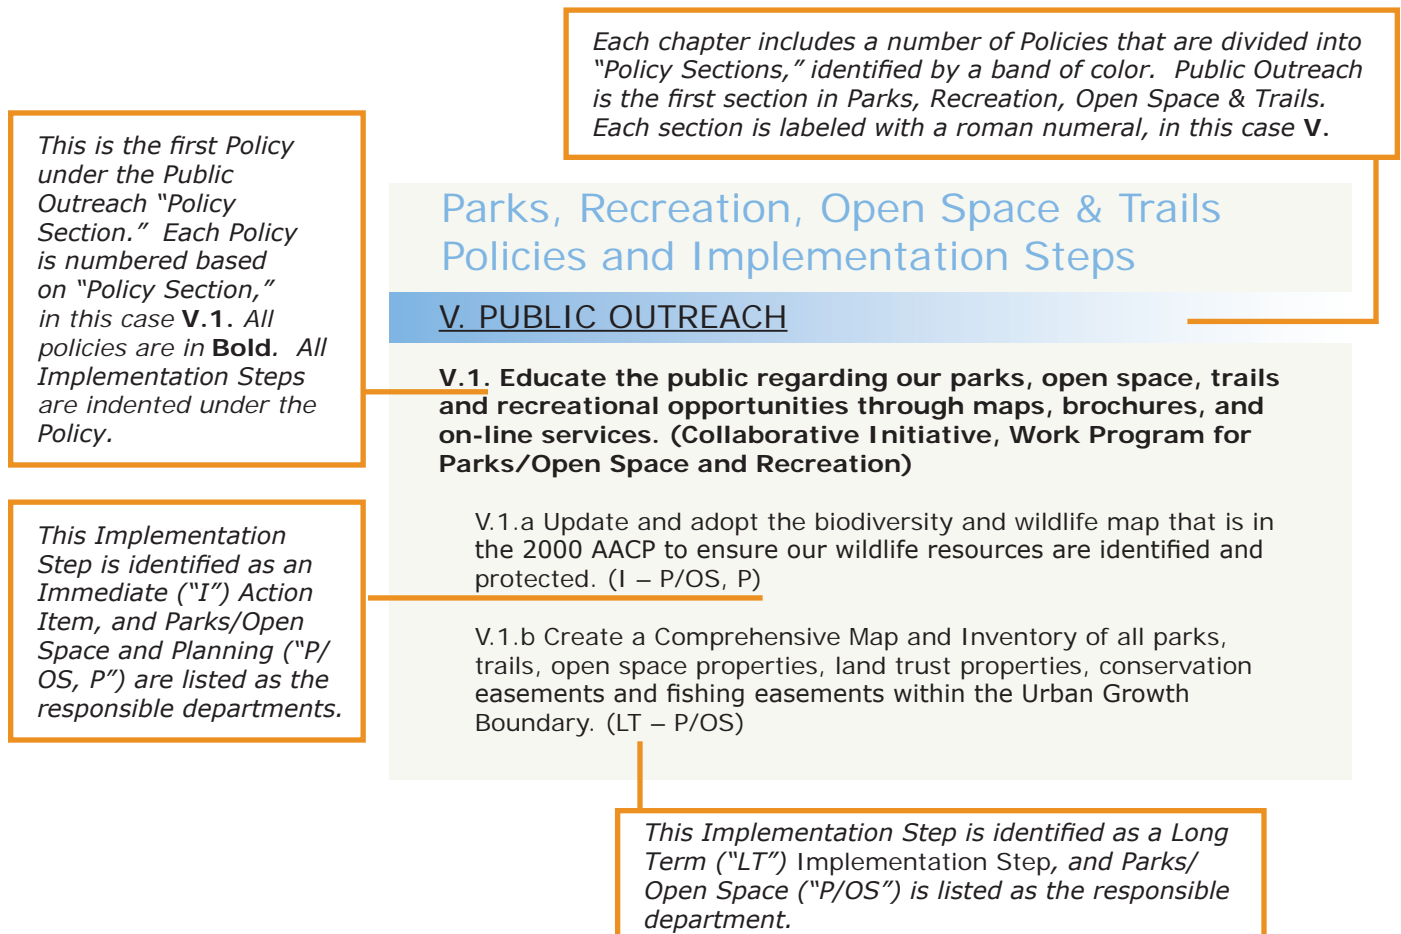 Each chapter includes a number of Policies that are divided into
“Policy Sections,” identified by a band of color.  Public Outreach
is the first section in Parks, Recreation, Open Space & Trails.
Each section is labeled with a roman numeral, in this case V.
This is the first Policy
under the Public
Outreach “Policy
Section.”  Each Policy
is numbered based
on “Policy Section,”
in this case V.1. All
policies are in Bold.  All
Implementation Steps
are indented under the
Policy.
Parks, Recreation, Open Space & Trails
Policies and Implementation Steps
V. PUBLIC OUTREACH
V.1. Educate the public regarding our parks, open space, trails
and recreational opportunities through maps, brochures, and
on-line services. (Collaborative Initiative, Work Program for
Parks/Open Space and Recreation)
This Implementation
Step is identified as an
Immediate (“I”) Action
Item, and Parks/Open
Space and Planning (“P/
OS, P”) are listed as the
responsible departments.
V.1.a Update and adopt the biodiversity and wildlife map that is in
the 2000 AACP to ensure our wildlife resources are identified and
protected. (I – P/OS, P)
V.1.b Create a Comprehensive Map and Inventory of all parks,
trails, open space properties, land trust properties, conservation
easements and fishing easements within the Urban Growth
Boundary. (LT – P/OS)
This Implementation Step is identified as a Long
Term (“LT”) Implementation Step, and Parks/
Open Space (“P/OS”) is listed as the responsible
department.